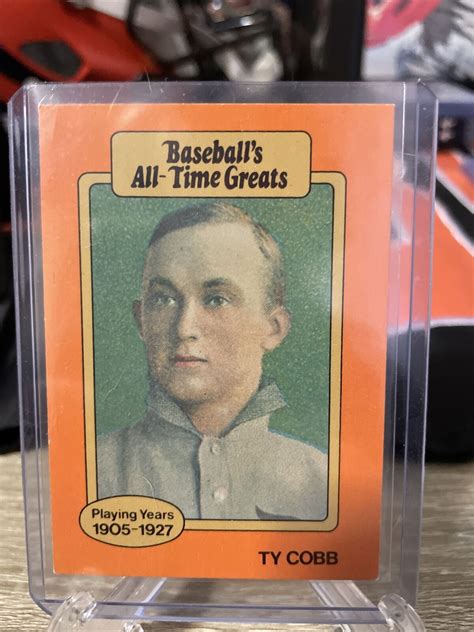 Baseball's
All-Time Greats
Playing Years
1905-1927
TY COBB